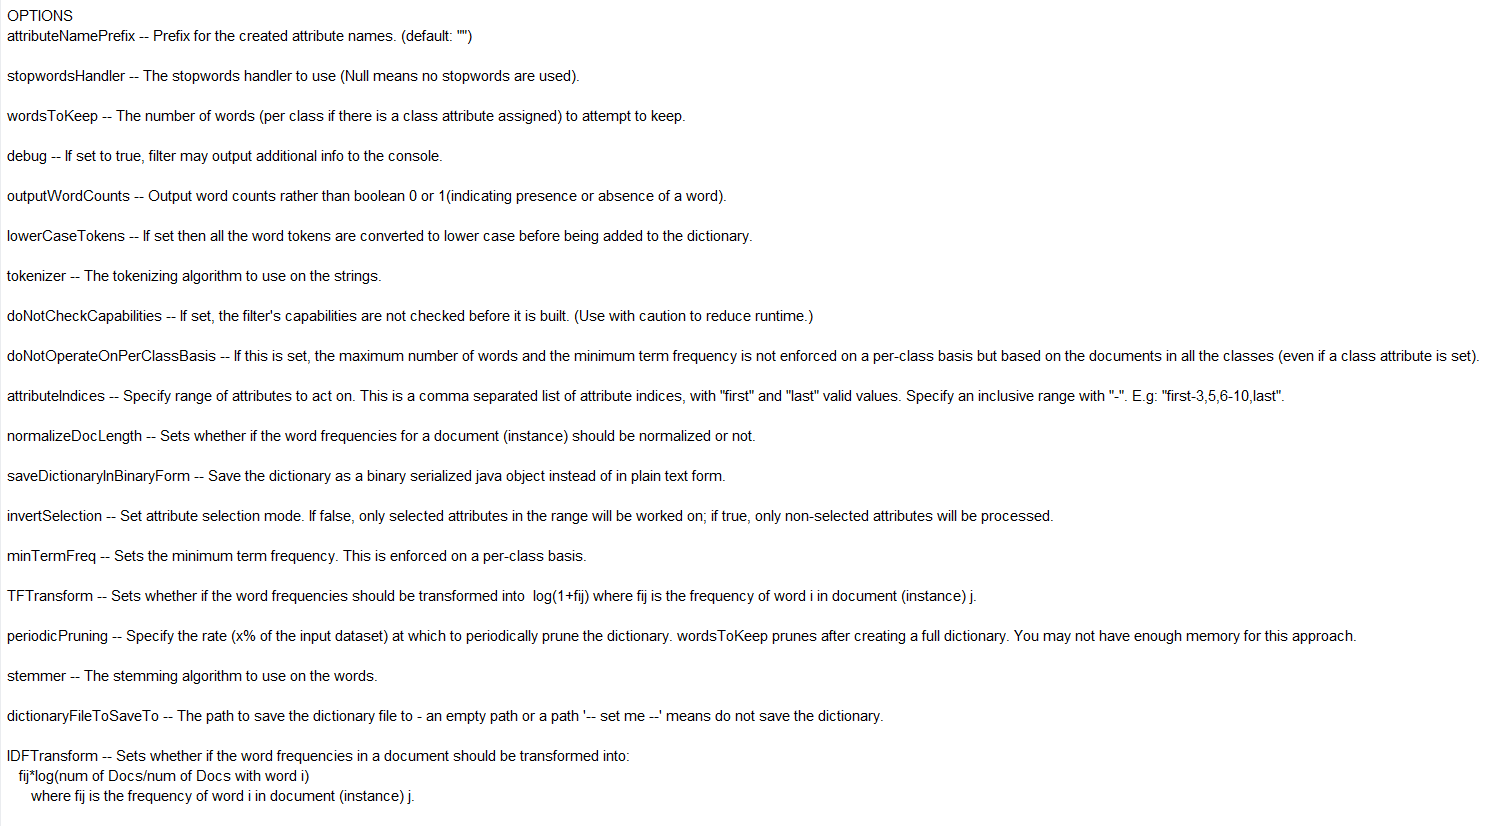 OPTIONS
attributeNamePrefix -- Prefix for the created attribute names. (default: "")
stopwordsHandler -- The stopwords handler to use (Null means no stopwords are used).
wordsToKeep -- The number of words (per class if there is a class attribute assigned) to attempt to keep.
debug -- If set to true, filter may output additional info to the console.
outputWordCounts -- Output word counts rather than boolean 0 or 1(indicating presence or absence of a word).
lowerCaseTokens -- If set then all the word tokens are converted to lower case before being added to the dictionary.
tokenizer -- The tokenizing algorithm to use on the strings.
doNotCheckCapabilities -- If set, the filter's capabilities are not checked before it is built. (Use with caution to reduce runtime.)
doNotOperateOnPerClassBasis -- If this is set, the maximum number of words and the minimum term frequency is not enforced on a per-class basis but based on the documents in all the classes (even if a class attribute is set).
attributeIndices -- Specify range of attributes to act on. This is a comma separated list of attribute indices, with "first" and "last" valid values. Specify an inclusive range with "-". E.g: "first-3,5,6-10,last".
normalizeDocLength -- Sets whether if the word frequencies for a document (instance) should be normalized or not.
saveDictionaryInBinaryForm -- Save the dictionary as a binary serialized java object instead of in plain text form.
invertSelection -- Set attribute selection mode. If false, only selected attributes in the range will be worked on; if true, only non-selected attributes will be processed.
minTermFreq -- Sets the minimum term frequency. This is enforced on a per-class basis.
TFTransform -- Sets whether if the word frequencies should be transformed into  log(1+fij) where fij is the frequency of word i in document (instance) j.
periodicPruning -- Specify the rate (x% of the input dataset) at which to periodically prune the dictionary. wordsToKeep prunes after creating a full dictionary. You may not have enough memory for this approach.
stemmer -- The stemming algorithm to use on the words.
dictionaryFileToSaveTo -- The path to save the dictionary file to - an empty path or a path '-- set me --' means do not save the dictionary.
IDFTransform -- Sets whether if the word frequencies in a document should be transformed into:
fij*log(num of Docs/num of Docs with word i)
where fij is the frequency of word i in document (instance) j.